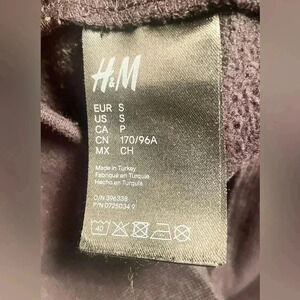 H&M
EUR S
US S
CA P
CN 170/96A
MX CH
Made in Turkey
Fabriqué en Turquie
Hecho en Turquía
O/N 396338
P/N 0725034 9
40